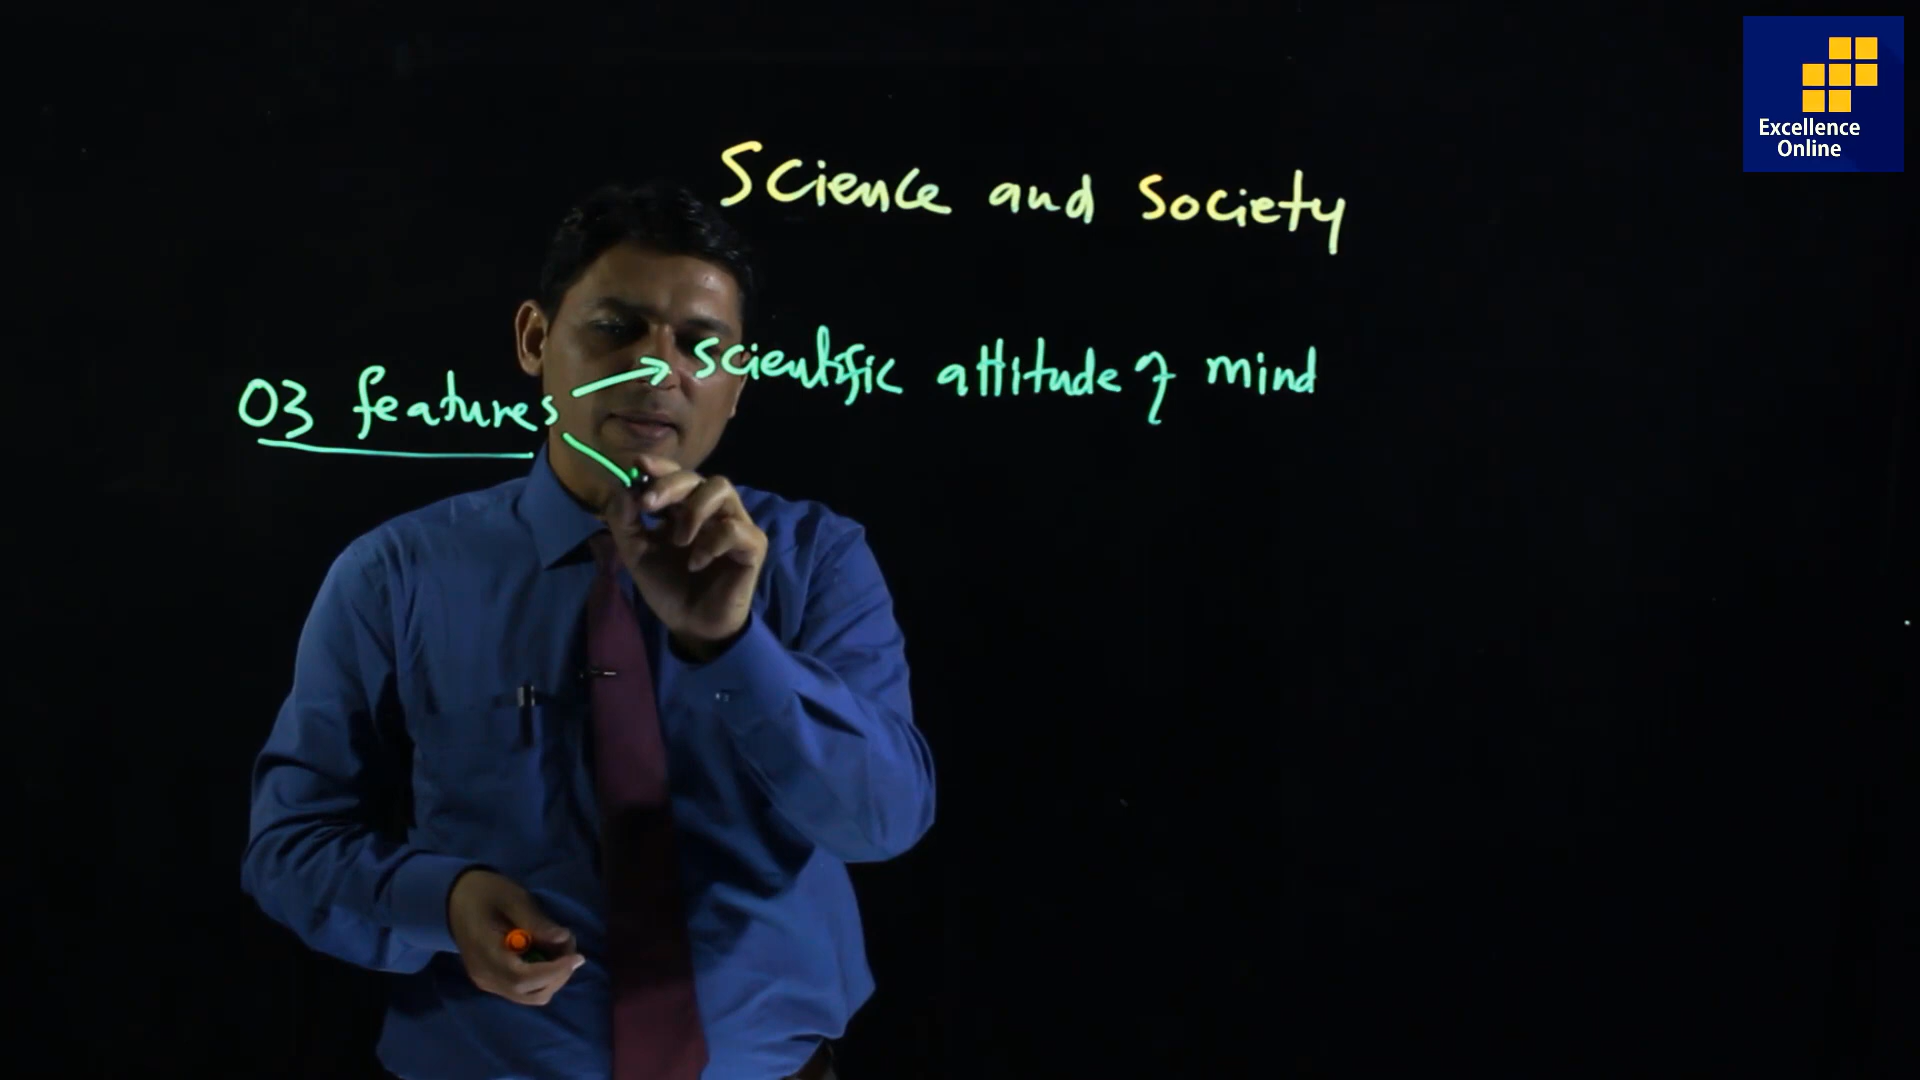 Excellence
Online
Science and Society
03 features
Scientific attitude of mind